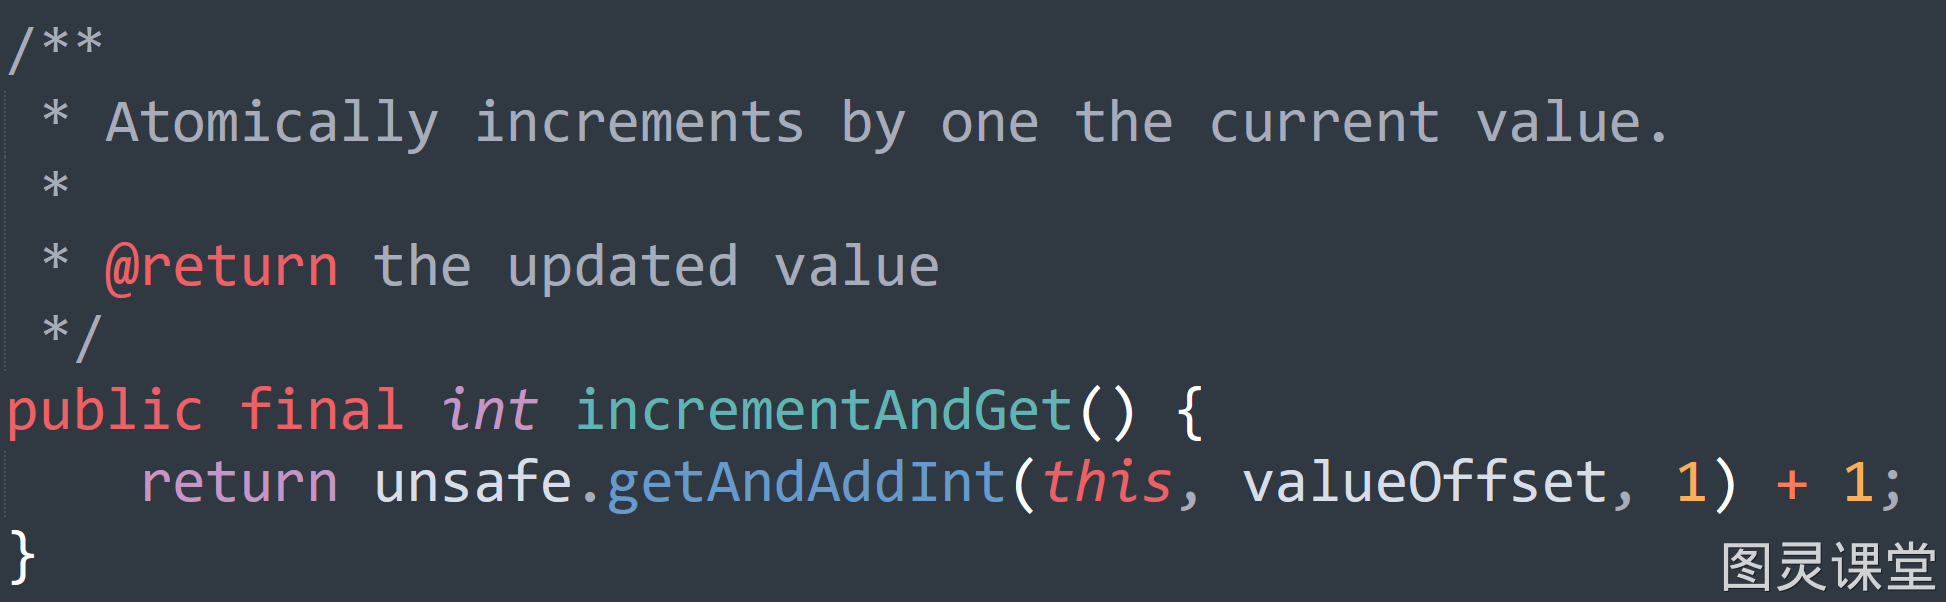 /**
 * Atomically increments by one the current value.
 *
 * @return the updated value
 */
public final int incrementAndGet() {
    return unsafe.getAndAddInt(this, valueOffset, 1) + 1;
}
图灵课堂